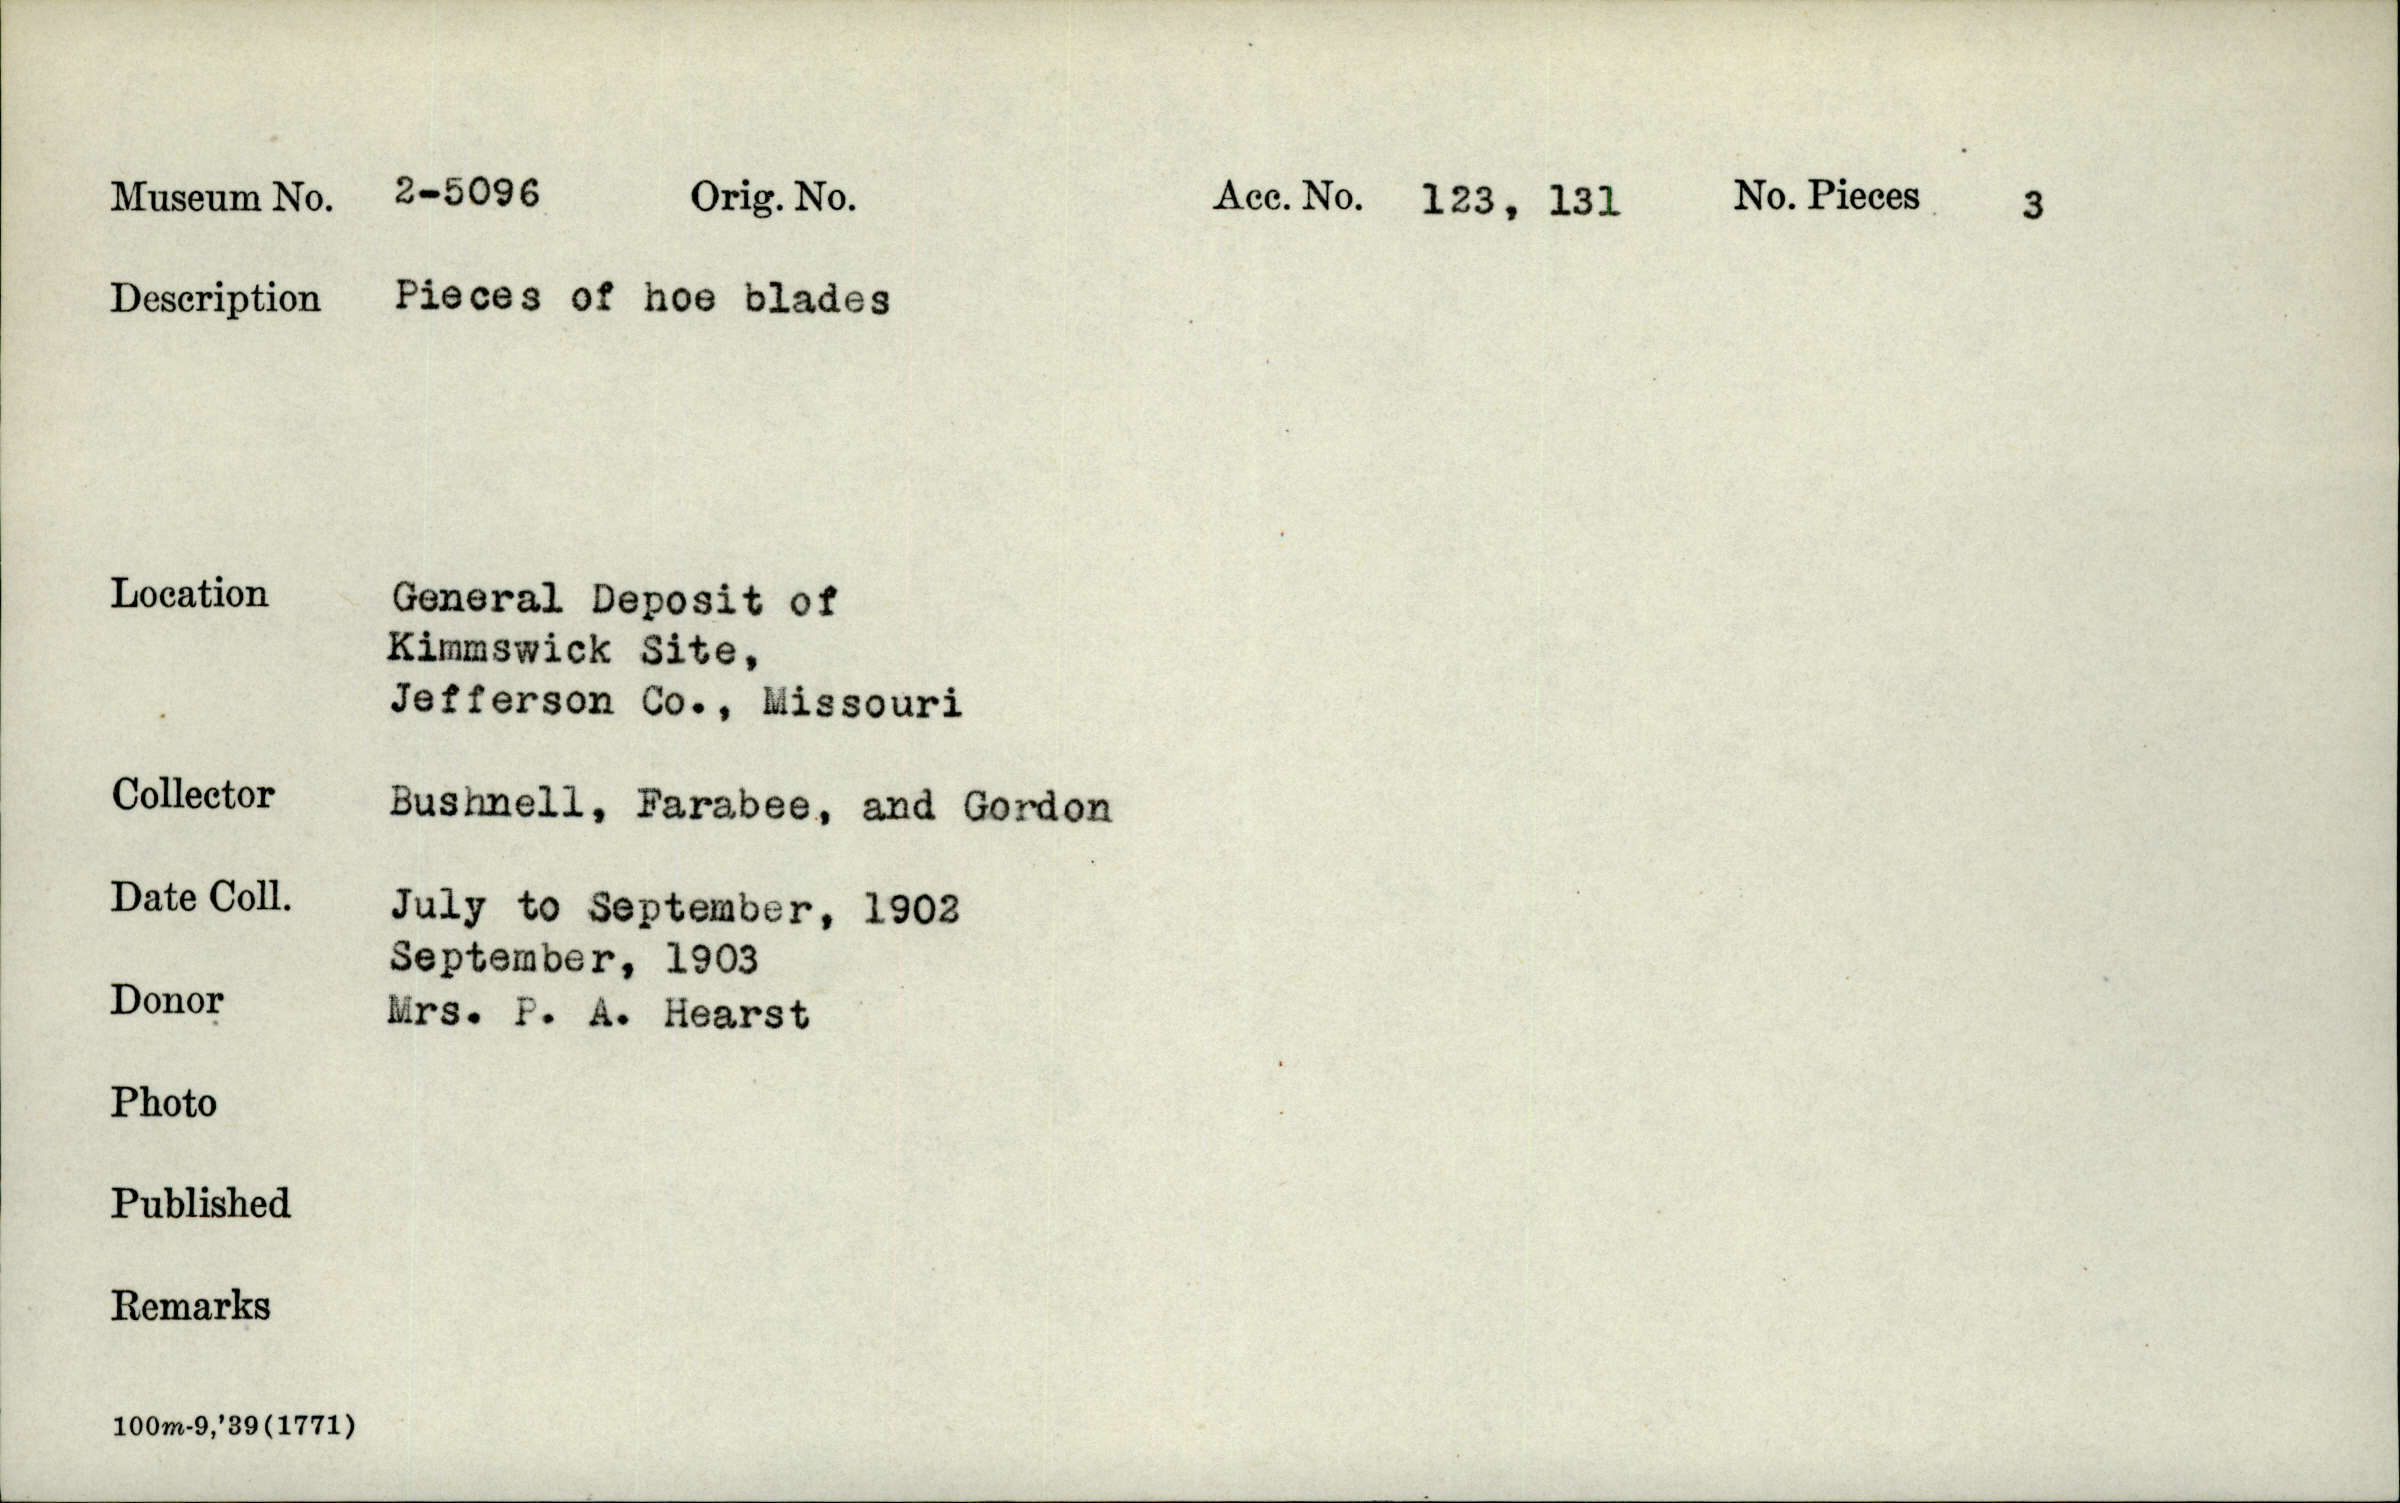 Museum No. 2-5096 Orig. No. Acc. No. 123, 131 No. Pieces 3
Description Pieces of hoe blades
Location General Deposit of
Kimmswick Site,
Jefferson Co., Missouri
Collector Bushnell, Farabee, and Gordon
Date Coll. July to September, 1902
September, 1903
Donor Mrs. P. A. Hearst
Photo
Published
Remarks
100m-9,'39(1771)